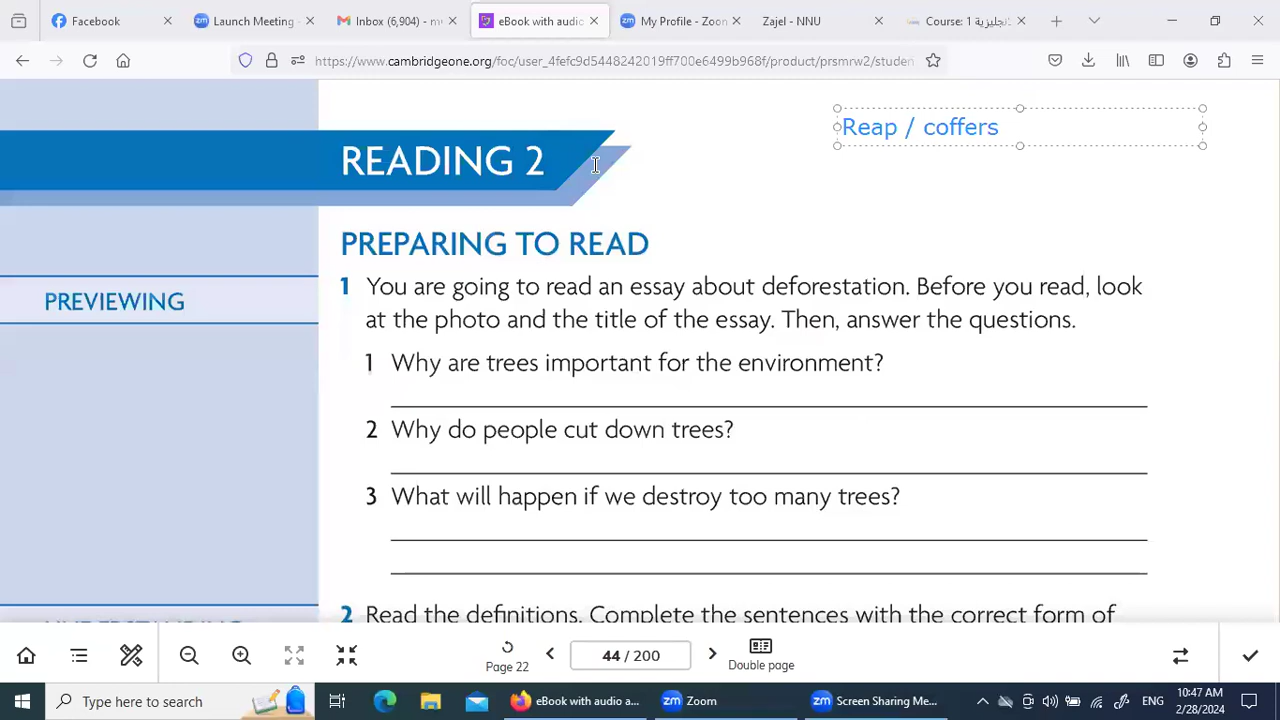 Facebook
Launch Meeting -
Inbox (6,904) - m
eBook with audio
My Profile - Zoom
Zajel - NNU
Course: 1 انجليزية
https://www.cambridgeone.org/foc/user_4fefc9d5448242019ff700e6499b968f/product/prsmrw2/studen
Reap / coffers
READING 2
PREPARING TO READ
PREVIEWING
1 You are going to read an essay about deforestation. Before you read, look
at the photo and the title of the essay. Then, answer the questions.
1 Why are trees important for the environment?
2 Why do people cut down trees?
3 What will happen if we destroy too many trees?
2 Read the definitions. Complete the sentences with the correct form of
Page 22
44 / 200
Double page
Type here to search
eBook with audio a...
Zoom
Screen Sharing Me...
ENG
10:47 AM
2/28/2024